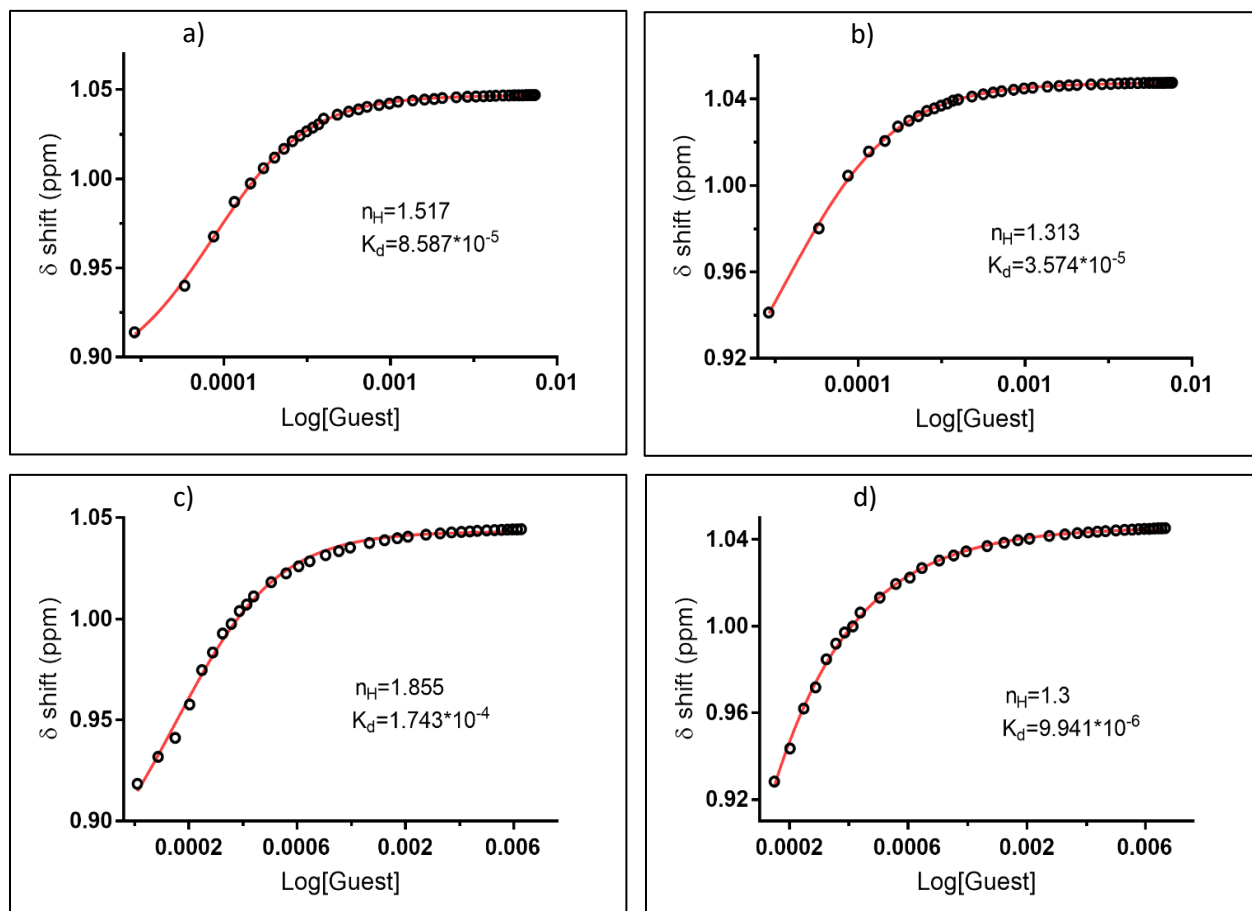 a)
1.05
1.00
0.95
0.90
δ shift (ppm)
n_H=1.517
K_d=8.587*10^-5
0.0001
0.001
0.01
Log[Guest]
b)
1.04
1.00
0.96
0.92
δ shift (ppm)
n_H=1.313
K_d=3.574*10^-5
0.0001
0.001
0.01
Log[Guest]
c)
1.05
1.00
0.95
0.90
δ shift (ppm)
n_H=1.855
K_d=1.743*10^-4
0.0002
0.0006
0.002
0.006
Log[Guest]
d)
1.04
1.00
0.96
0.92
δ shift (ppm)
n_H=1.3
K_d=9.941*10^-6
0.0002
0.0006
0.002
0.006
Log[Guest]